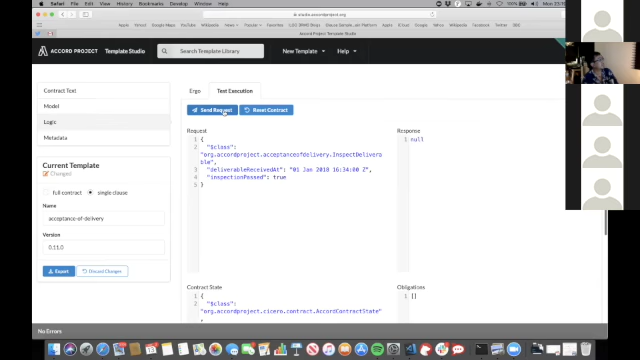 Safari File Edit View History Bookmarks Develop Window Help
studio.accordproject.org
ACCORD PROJECT
Template Studio
Search Template Library
New Template
Help
Contract Text
Model
Logic
Metadata
Current Template
Changed
full contract
single clause
Name
acceptance-of-delivery
Version
0.11.0
Export
Discard Changes
Ergo
Test Execution
Send Request
Reset Contract
Request
1 {
2 "$class":
"org.accordproject.acceptanceofdelivery.InspectDelivera
ble",
3 "deliverableReceivedAt": "01 Jan 2019 16:34:00 Z",
4 "inspectionPassed": true
5 }
Response
1 null
Contract State
1 {
2 "$class":
"org.accordproject.cicero.contract.AccordContractState"
,
Obligations
1 []
No Errors